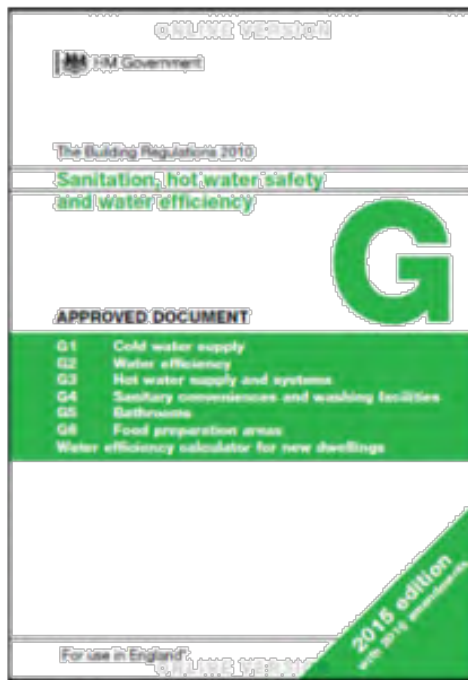 ONLINE VERSION
HM Government
The Building Regulations 2010
Sanitation, hot water safety
and water efficiency
G
APPROVED DOCUMENT
G1 Cold water supply
G2 Water efficiency
G3 Hot water supply and systems
G4 Sanitary conveniences and washing facilities
G5 Bathrooms
G6 Food preparation areas
Water efficiency calculator for new dwellings
2015 edition
with 2016 amendments
For use in England*
ONLINE VERSION